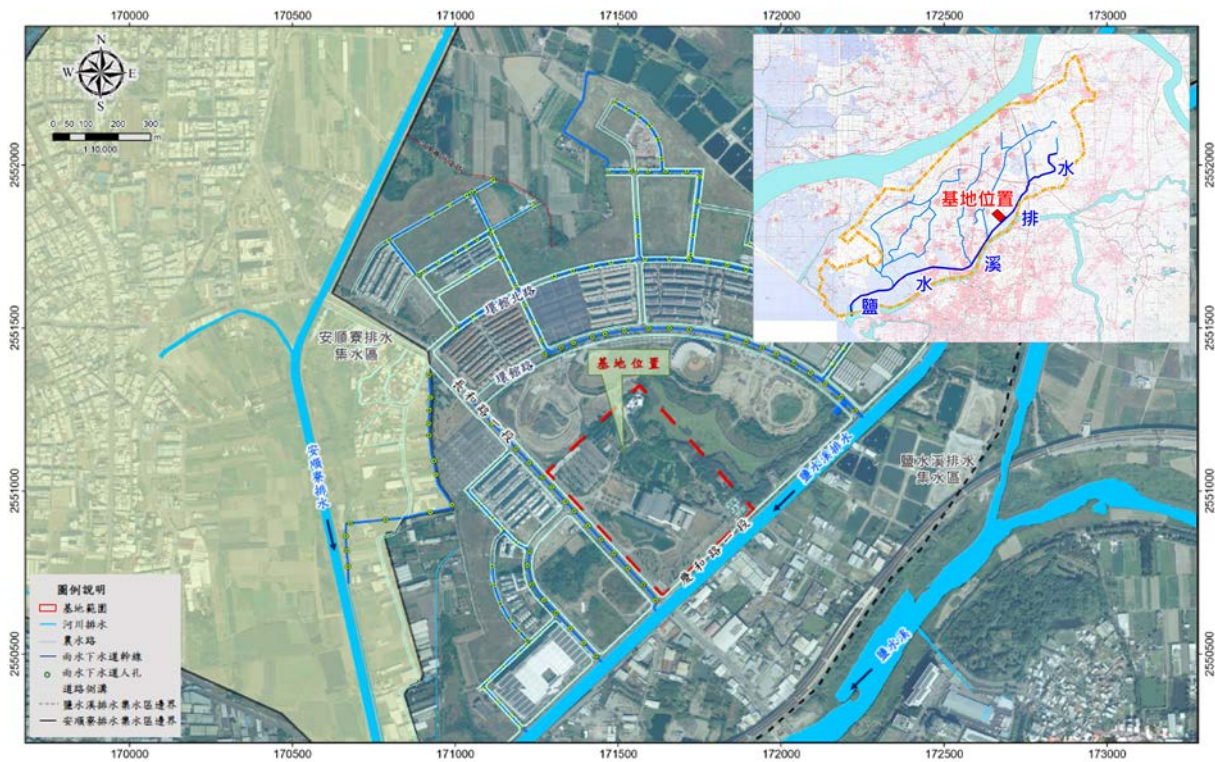 170000 170500 171000 171500 172000 172500 173000
N
W E
S
0 50 100 200 300
m
1:10,000
2552000
2551500
2551000
2550500
2552000
2551500
2551000
2550500
基地位置
鹽
水
溪
排
水
環館北路
環館路
長和路一段
安順寮排水
集水區
安順寮排水
基地位置
鹽水溪排水
鹽水溪排水
集水區
慶和路一段
鹽水溪
圖例說明
基地範圍
河川排水
農水路
雨水下水道幹線
雨水下水道人孔
道路側溝
鹽水溪排水集水區邊界
安順寮排水集水區邊界
170000 170500 171000 171500 172000 172500 173000